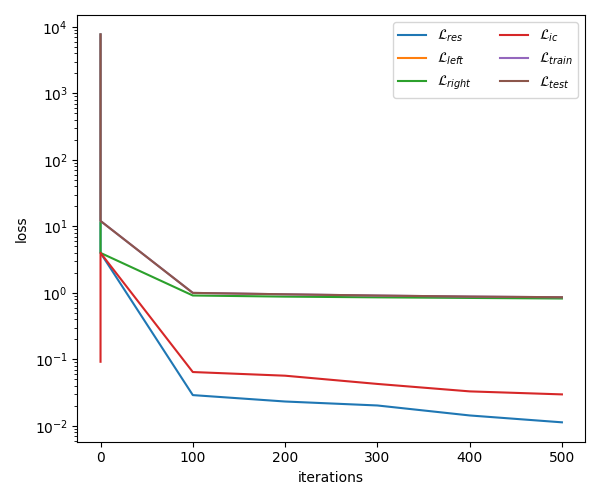 10^4
10^3
10^2
10^1
10^0
10^-1
10^-2
loss
ℒ_res
ℒ_left
ℒ_right
ℒ_ic
ℒ_train
ℒ_test
0 100 200 300 400 500
iterations